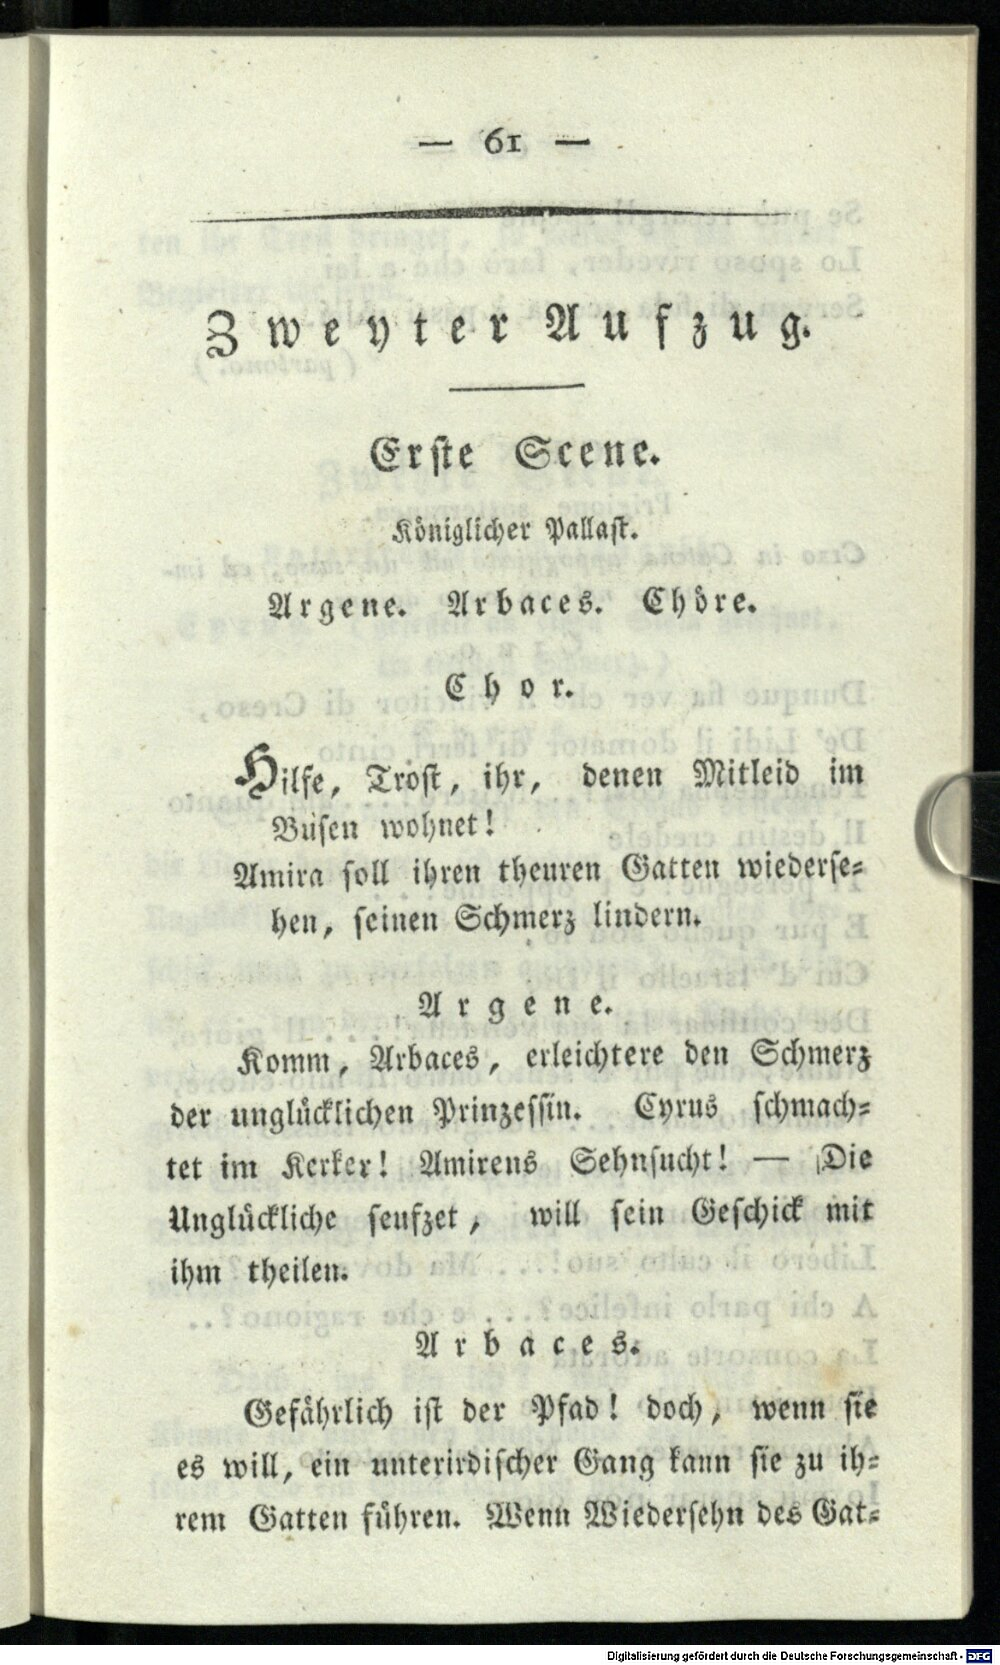 — 61 —
Zweyter Aufzug.
Erste Scene.
Königlicher Pallast.
Argene. Arbaces. Chöre.
Chor.
Hilfe, Trost, ihr, denen Mitleid im
Busen wohnet!
Amira soll ihren theuren Gatten wiederse-
hen, seinen Schmerz lindern.
Argene.
Komm, Arbaces, erleichtere den Schmerz
der unglücklichen Prinzessin. Cyrus schmach-
tet im Kerker! Amirens Sehnsucht! — Die
Unglückliche seufzet, will sein Geschick mit
ihm theilen.
Arbaces.
Gefährlich ist der Pfad! doch, wenn sie
es will, ein unterirdischer Gang kann sie zu ih-
rem Gatten führen. Wenn Wiedersehn des Gat-
Digitalisierung gefördert durch die Deutsche Forschungsgemeinschaft - DFG